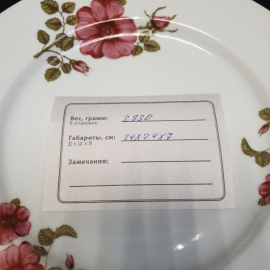 Вес, грамм: 2830
В упаковке
Габариты, см: 24х24х7
Д х Ш х В
Замечания: